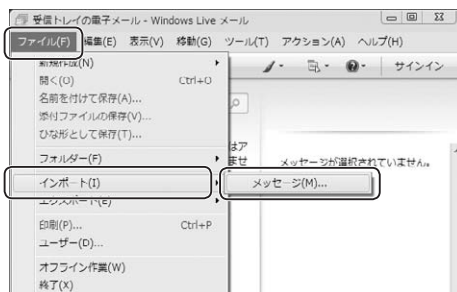 受信トレイの電子メール - Windows Live メール
ファイル(F) 編集(E) 表示(V) 移動(G) ツール(T) アクション(A) ヘルプ(H)
新規作成(N)
サインイン
開く(O) Ctrl+O
名前を付けて保存(A)...
添付ファイルの保存(V)...
ひな形として保存(T)...
はア
フォルダー(F)
ませ
メッセージが選択されていません。
インポート(I)
メッセージ(M)...
エクスポート(E)
印刷(P)... Ctrl+P
ユーザー(D)...
オフライン作業(W)
終了(X)